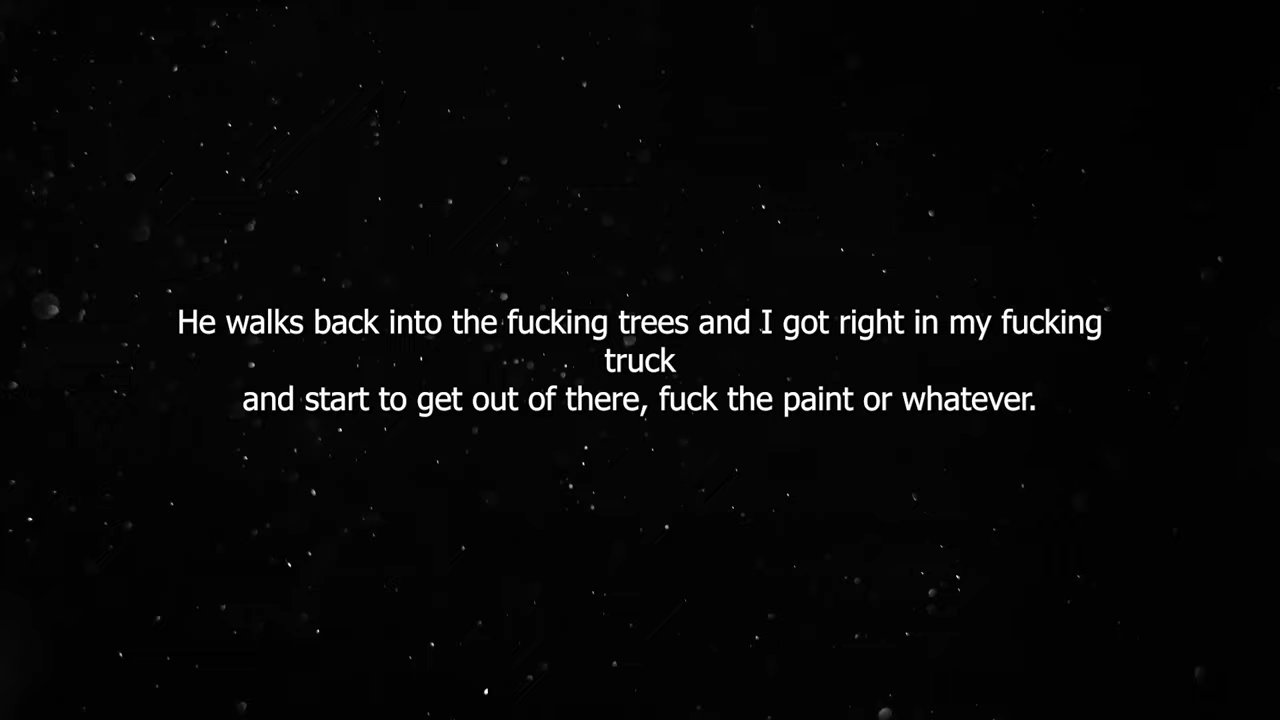 He walks back into the fucking trees and I got right in my fucking
truck
and start to get out of there, fuck the paint or whatever.